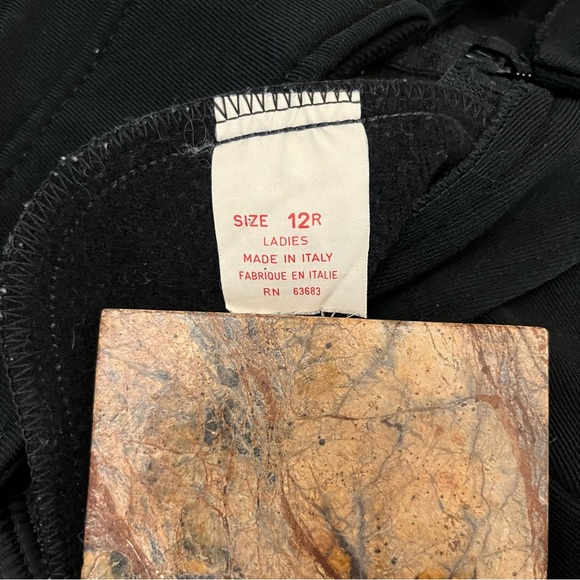 SIZE 12R
LADIES
MADE IN ITALY
FABRIQUE EN ITALIE
RN 63683